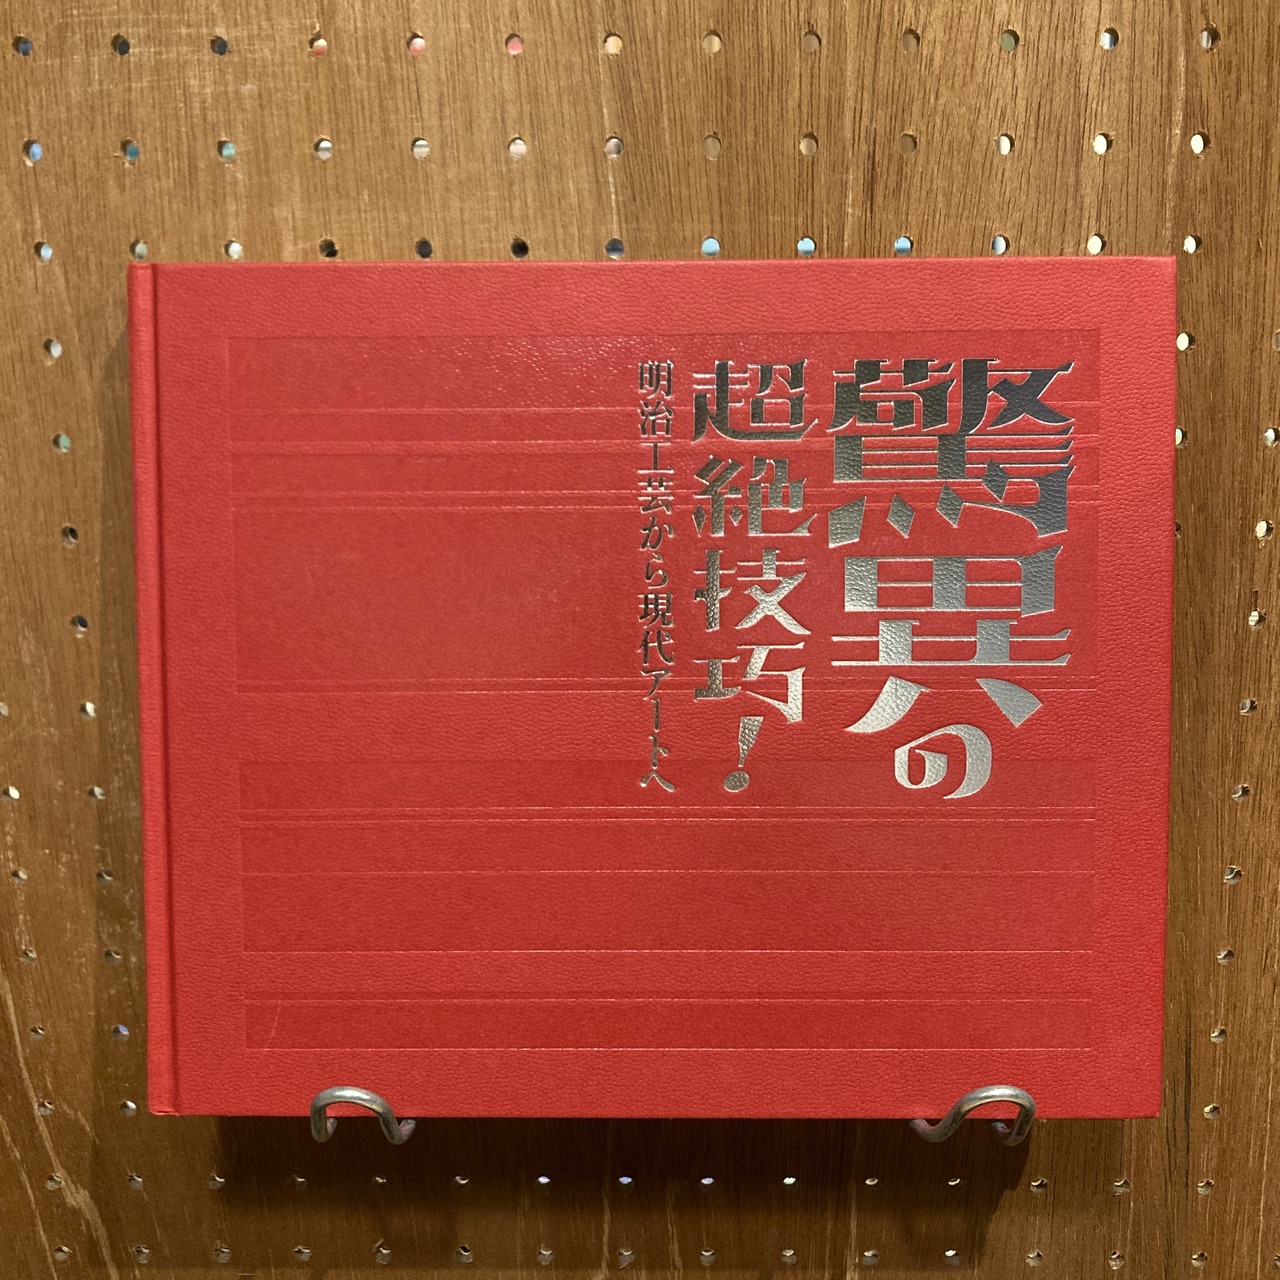 驚異の
超絶技巧！
明治工芸から現代アートへ